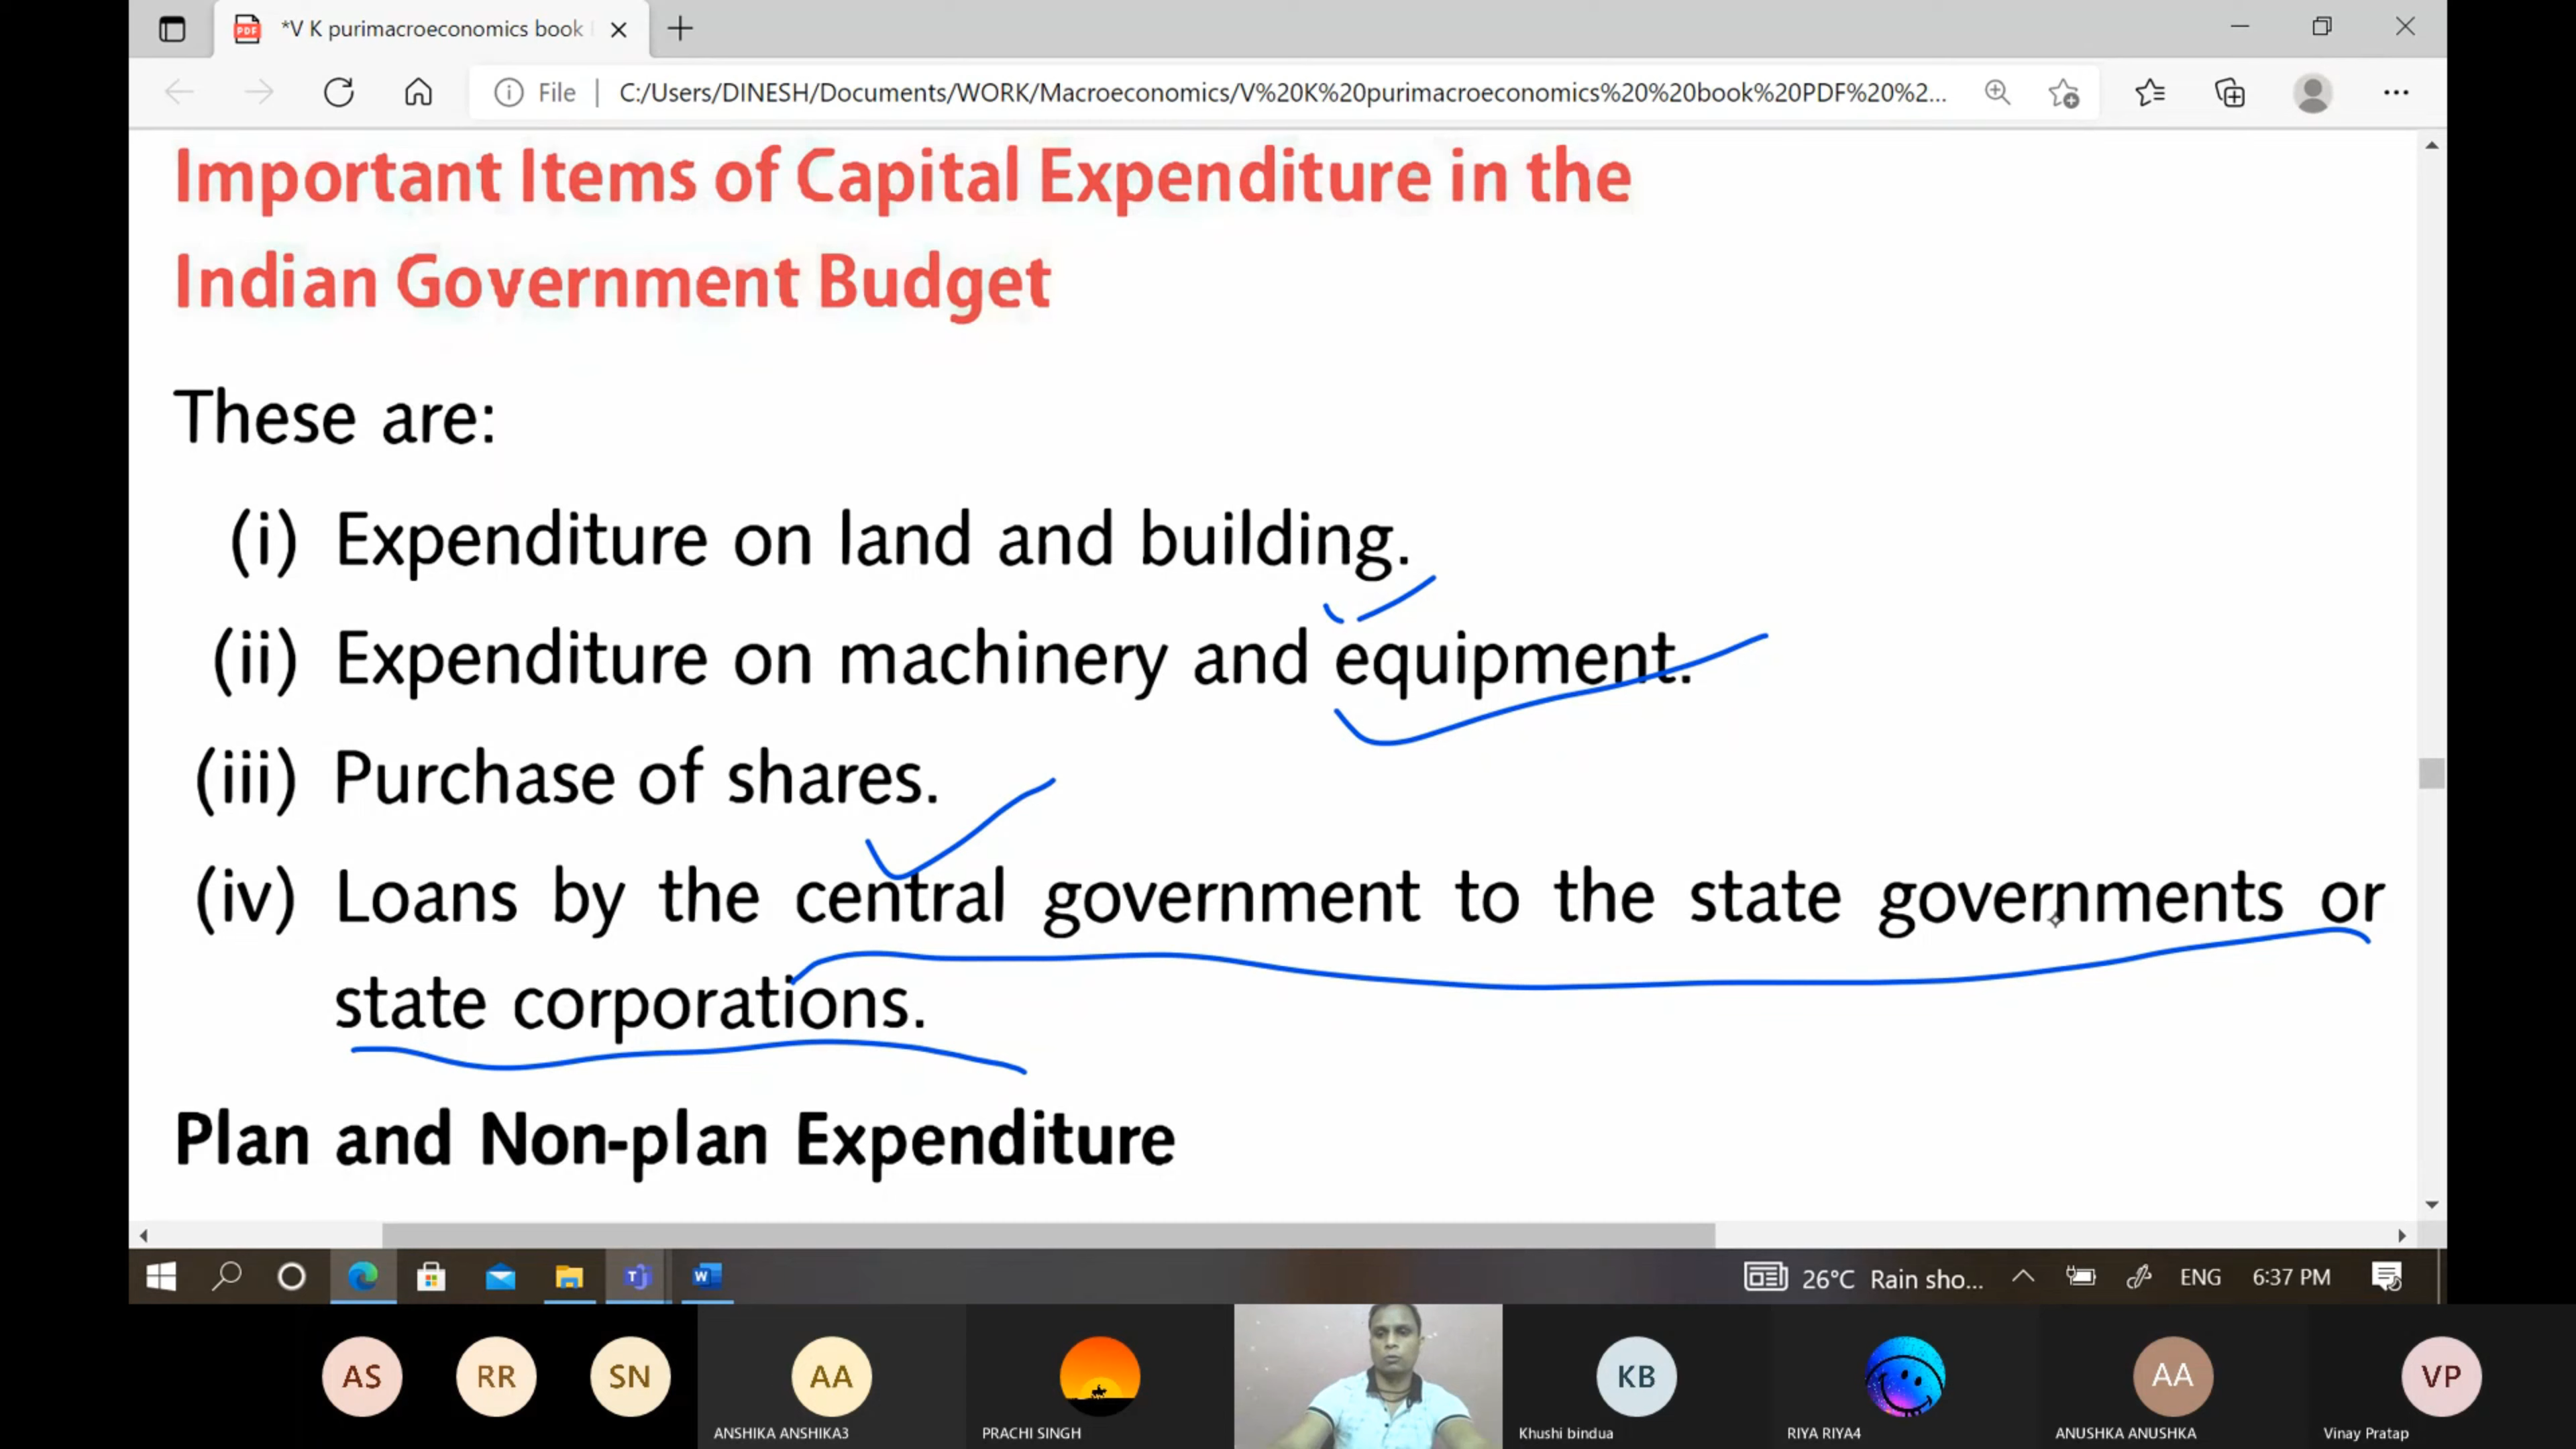 *V K purimacroeconomics book
File
C:/Users/DINESH/Documents/WORK/Macroeconomics/V%20K%20purimacroeconomics%20%20book%20PDF%20%2...
Important Items of Capital Expenditure in the
Indian Government Budget
These are:
(i) Expenditure on land and building.
(ii) Expenditure on machinery and equipment.
(iii) Purchase of shares.
(iv) Loans by the central government to the state governments or
state corporations.
Plan and Non-plan Expenditure
26°C Rain sho...
ENG
6:37 PM
AS
RR
SN
AA
KB
AA
VP
ANSHIKA ANSHIKA3
PRACHI SINGH
Khushi bindua
RIYA RIYA4
ANUSHKA ANUSHKA
Vinay Pratap